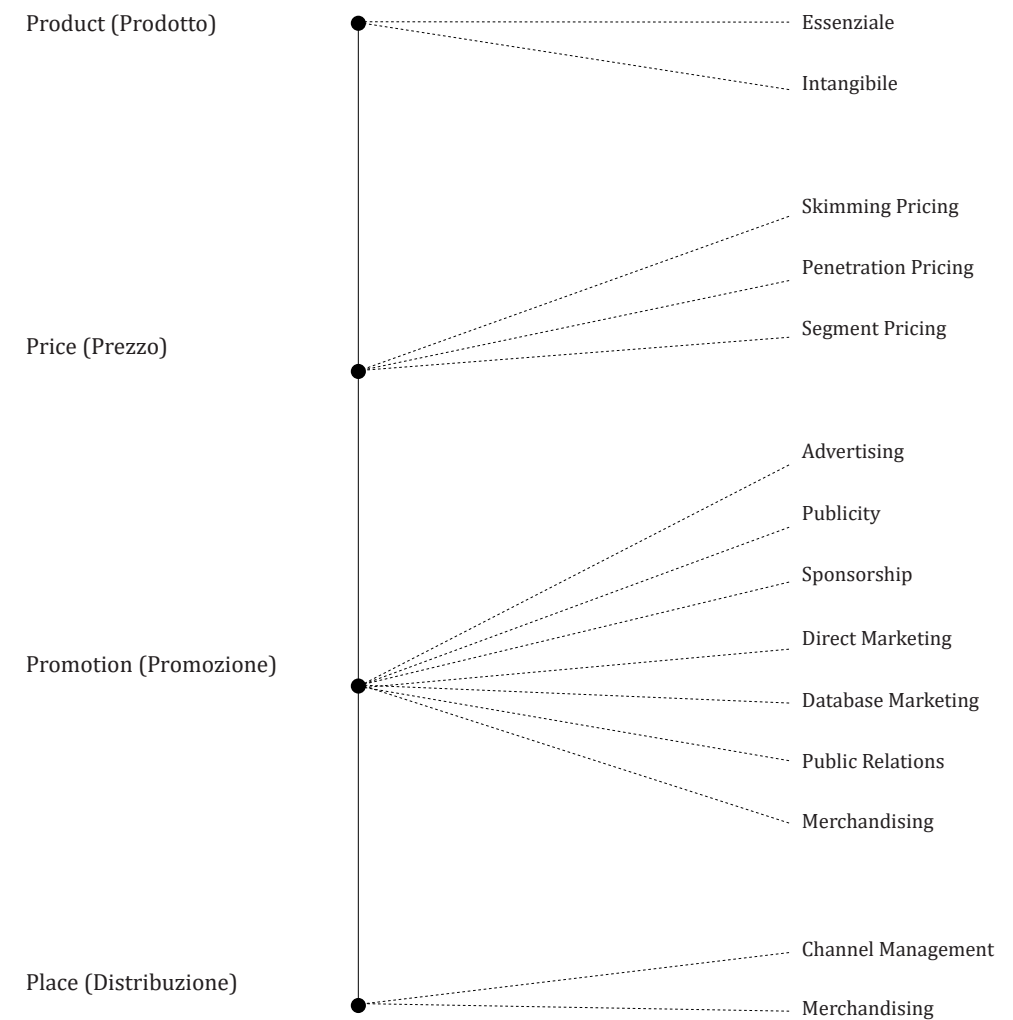 Product (Prodotto)
Essenziale
Intangibile
Price (Prezzo)
Skimming Pricing
Penetration Pricing
Segment Pricing
Promotion (Promozione)
Advertising
Publicity
Sponsorship
Direct Marketing
Database Marketing
Public Relations
Merchandising
Place (Distribuzione)
Channel Management
Merchandising